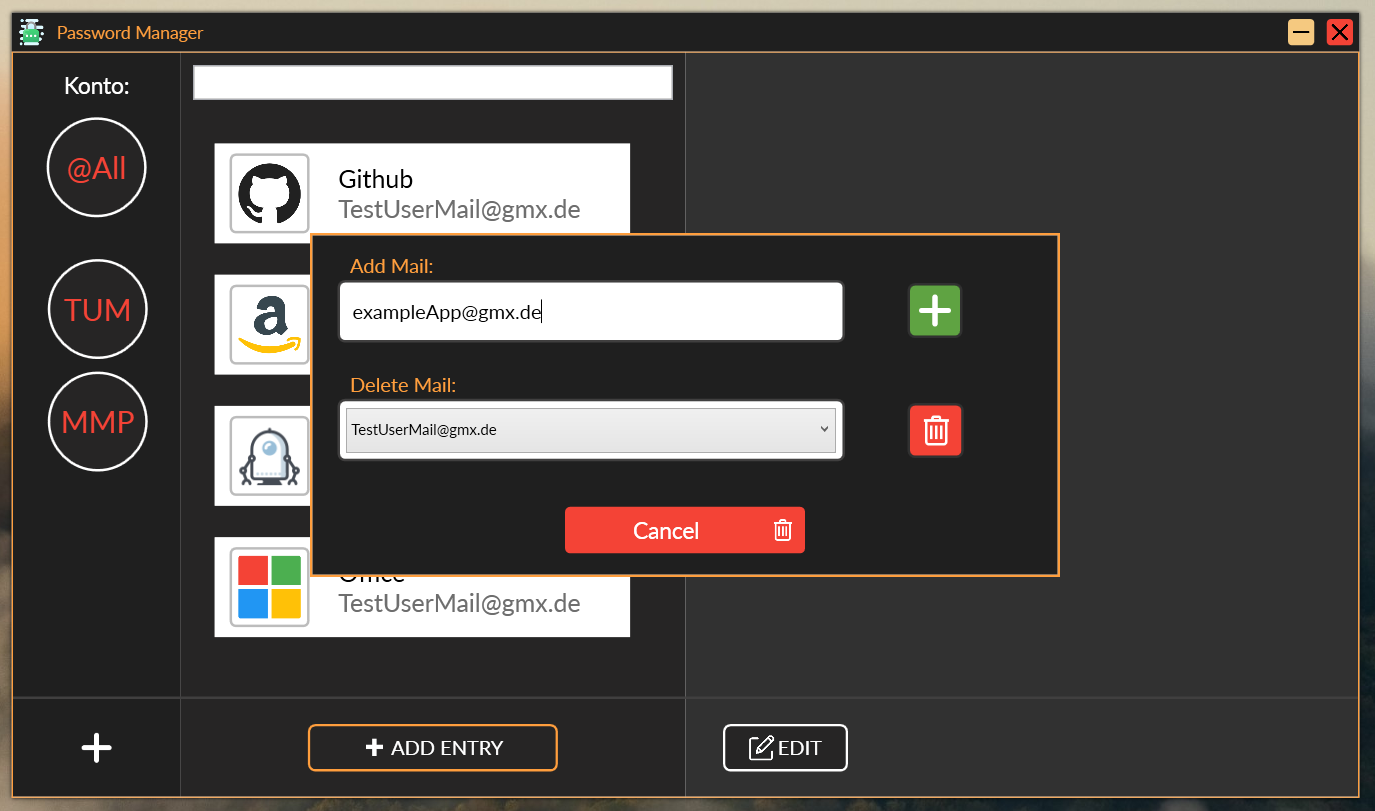 Password Manager
Konto:
@All
TUM
MMP
Github
TestUserMail@gmx.de
Add Mail:
exampleApp@gmx.de
Delete Mail:
TestUserMail@gmx.de
Cancel
Office
TestUserMail@gmx.de
ADD ENTRY
EDIT